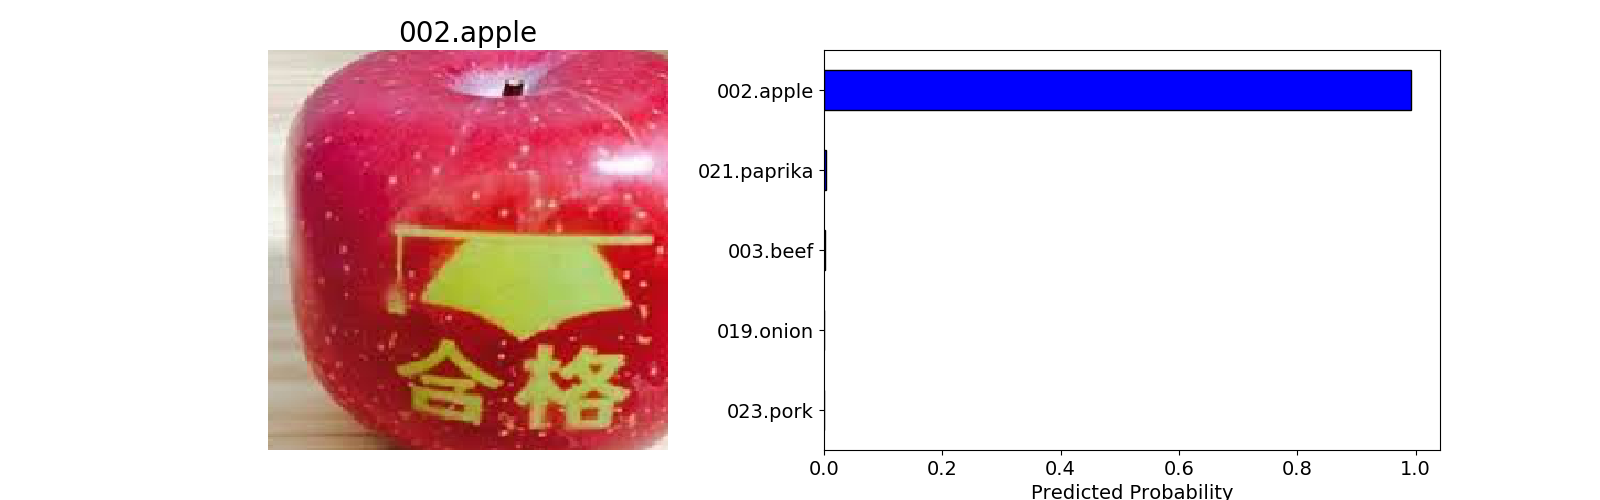 002.apple
合格
002.apple
021.paprika
003.beef
019.onion
023.pork
0.0 0.2 0.4 0.6 0.8 1.0
Predicted Probability